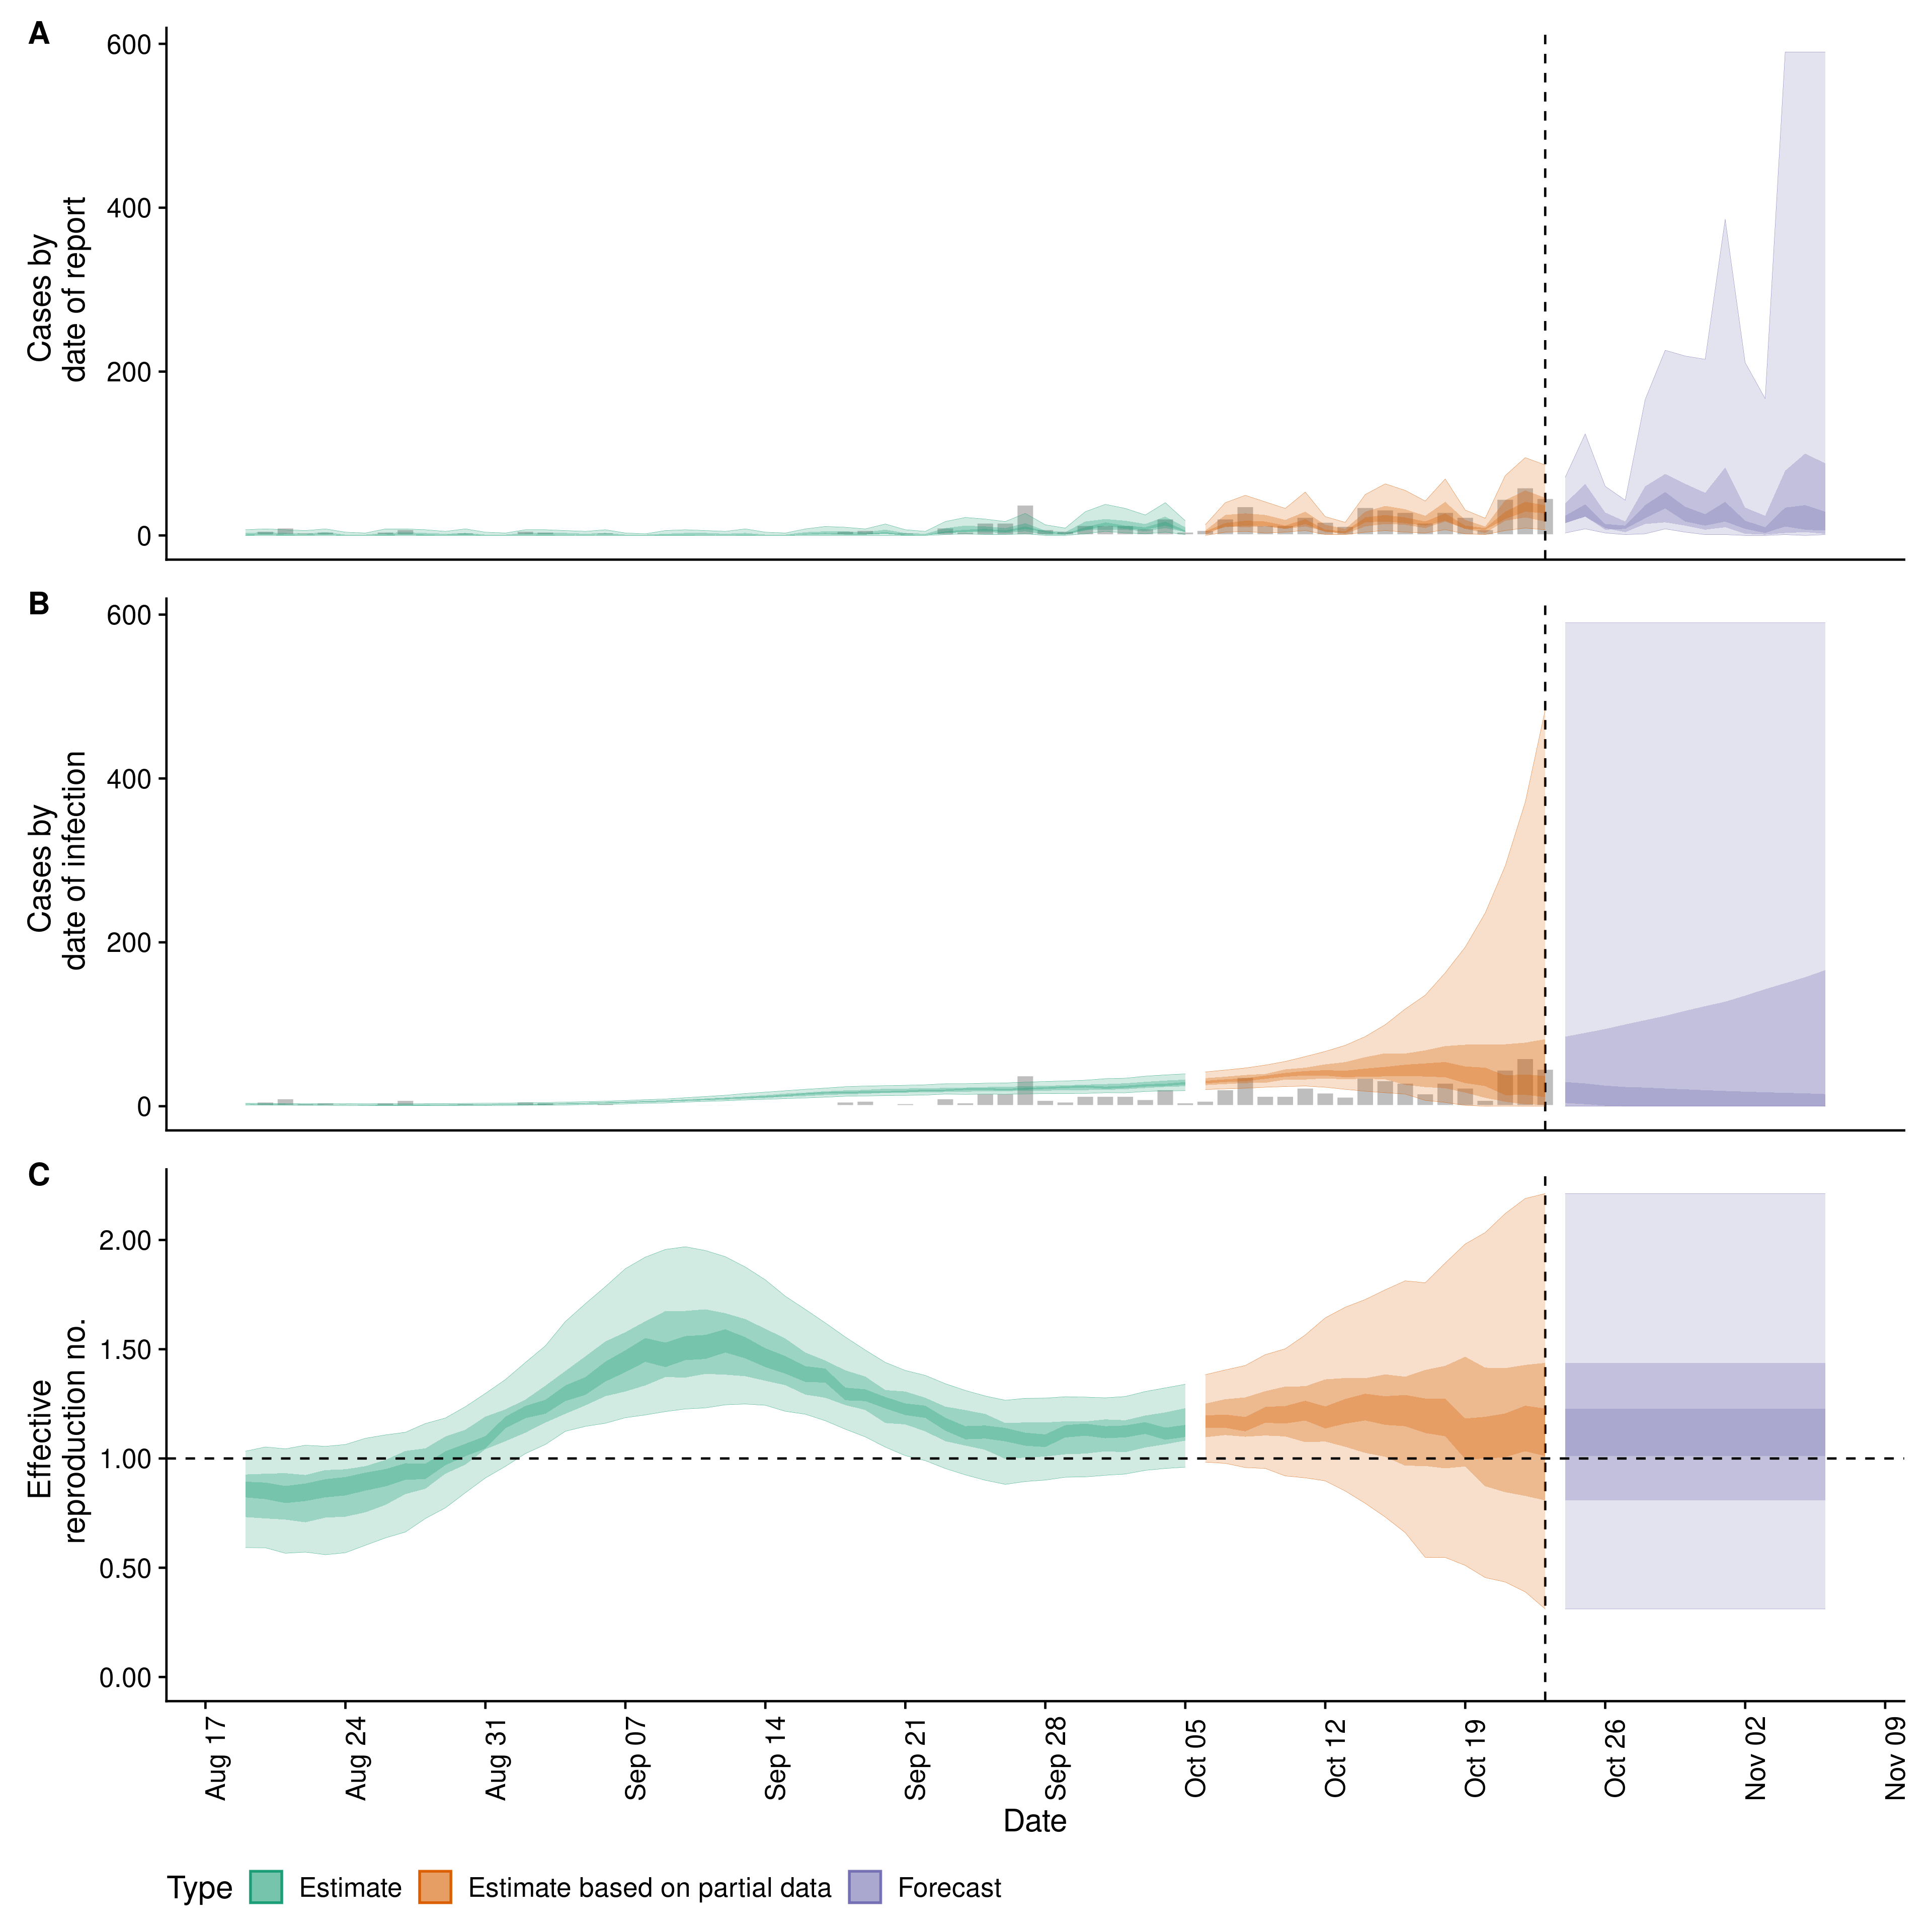 A
600
400
200
0
Cases by
date of report
B
600
400
200
0
Cases by
date of infection
C
2.00
1.50
1.00
0.50
0.00
Effective
reproduction no.
Aug 17
Aug 24
Aug 31
Sep 07
Sep 14
Sep 21
Sep 28
Oct 05
Oct 12
Oct 19
Oct 26
Nov 02
Nov 09
Date
Type Estimate Estimate based on partial data Forecast